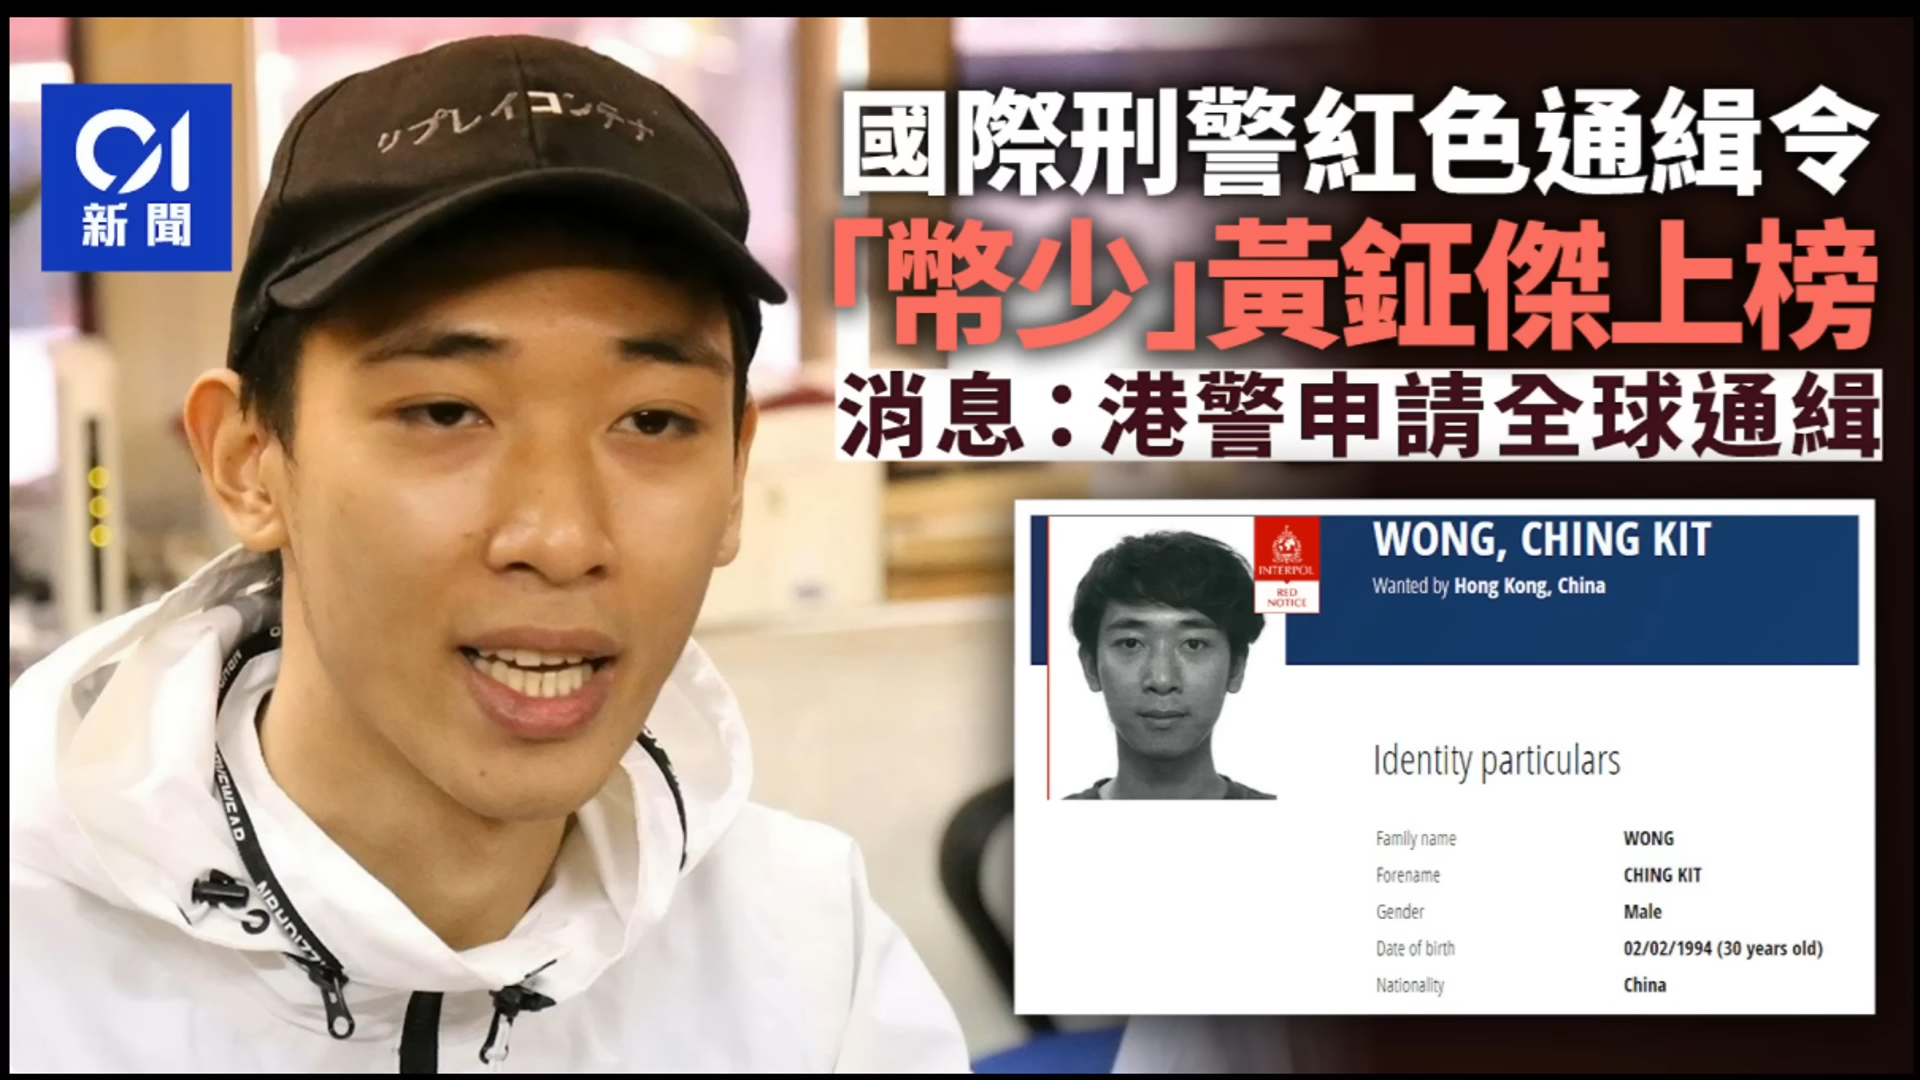 01
新聞
リプレイコンテナ
國際刑警紅色通緝令
「幣少」黃鉦傑上榜
消息：港警申請全球通緝
INTERPOL
RED
NOTICE
WONG, CHING KIT
Wanted by Hong Kong, China
Identity particulars
Family name WONG
Forename CHING KIT
Gender Male
Date of birth 02/02/1994 (30 years old)
Nationality China